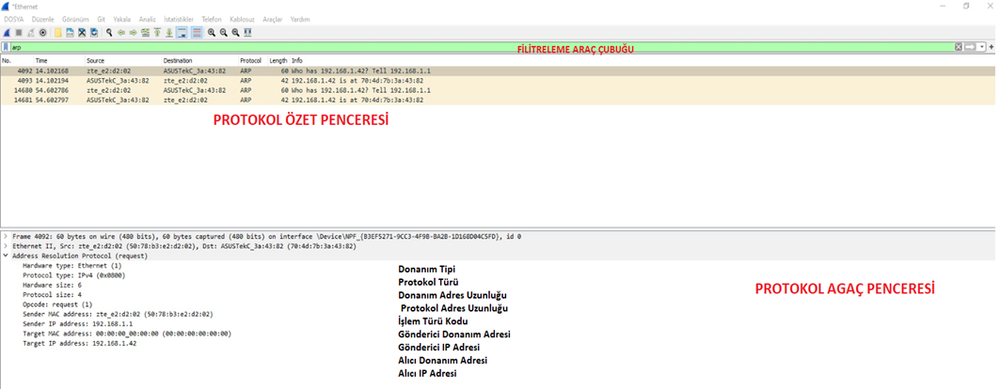 *Ethernet
DOSYA Düzenle Görünüm Git Yakala Analiz İstatistikler Telefon Kablosuz Araçlar Yardım
arp
FİLİTRELEME ARAÇ ÇUBUĞU
No. Time Source Destination Protocol Length Info
4092 14.102168 zte_e2:d2:02 ASUSTekC_3a:43:82 ARP 60 Who has 192.168.1.42? Tell 192.168.1.1
4093 14.102194 ASUSTekC_3a:43:82 zte_e2:d2:02 ARP 42 192.168.1.42 is at 70:4d:7b:3a:43:82
14680 54.602786 zte_e2:d2:02 ASUSTekC_3a:43:82 ARP 60 Who has 192.168.1.42? Tell 192.168.1.1
14681 54.602797 ASUSTekC_3a:43:82 zte_e2:d2:02 ARP 42 192.168.1.42 is at 70:4d:7b:3a:43:82
PROTOKOL ÖZET PENCERESİ
Frame 4092: 60 bytes on wire (480 bits), 60 bytes captured (480 bits) on interface \Device\NPF_{B3EF5271-9CC3-4F9B-BA2B-1D168D04C5FD}, id 0
Ethernet II, Src: zte_e2:d2:02 (50:78:b3:e2:d2:02), Dst: ASUSTekC_3a:43:82 (70:4d:7b:3a:43:82)
Address Resolution Protocol (request)
Hardware type: Ethernet (1) Donanım Tipi
Protocol type: IPv4 (0x0800) Protokol Türü
Hardware size: 6 Donanım Adres Uzunluğu
Protocol size: 4 Protokol Adres Uzunluğu
Opcode: request (1) İşlem Türü Kodu
Sender MAC address: zte_e2:d2:02 (50:78:b3:e2:d2:02) Gönderici Donanım Adresi
Sender IP address: 192.168.1.1 Gönderici IP Adresi
Target MAC address: 00:00:00_00:00:00 (00:00:00:00:00:00) Alıcı Donanım Adresi
Target IP address: 192.168.1.42 Alıcı IP Adresi
PROTOKOL AGAÇ PENCERESİ